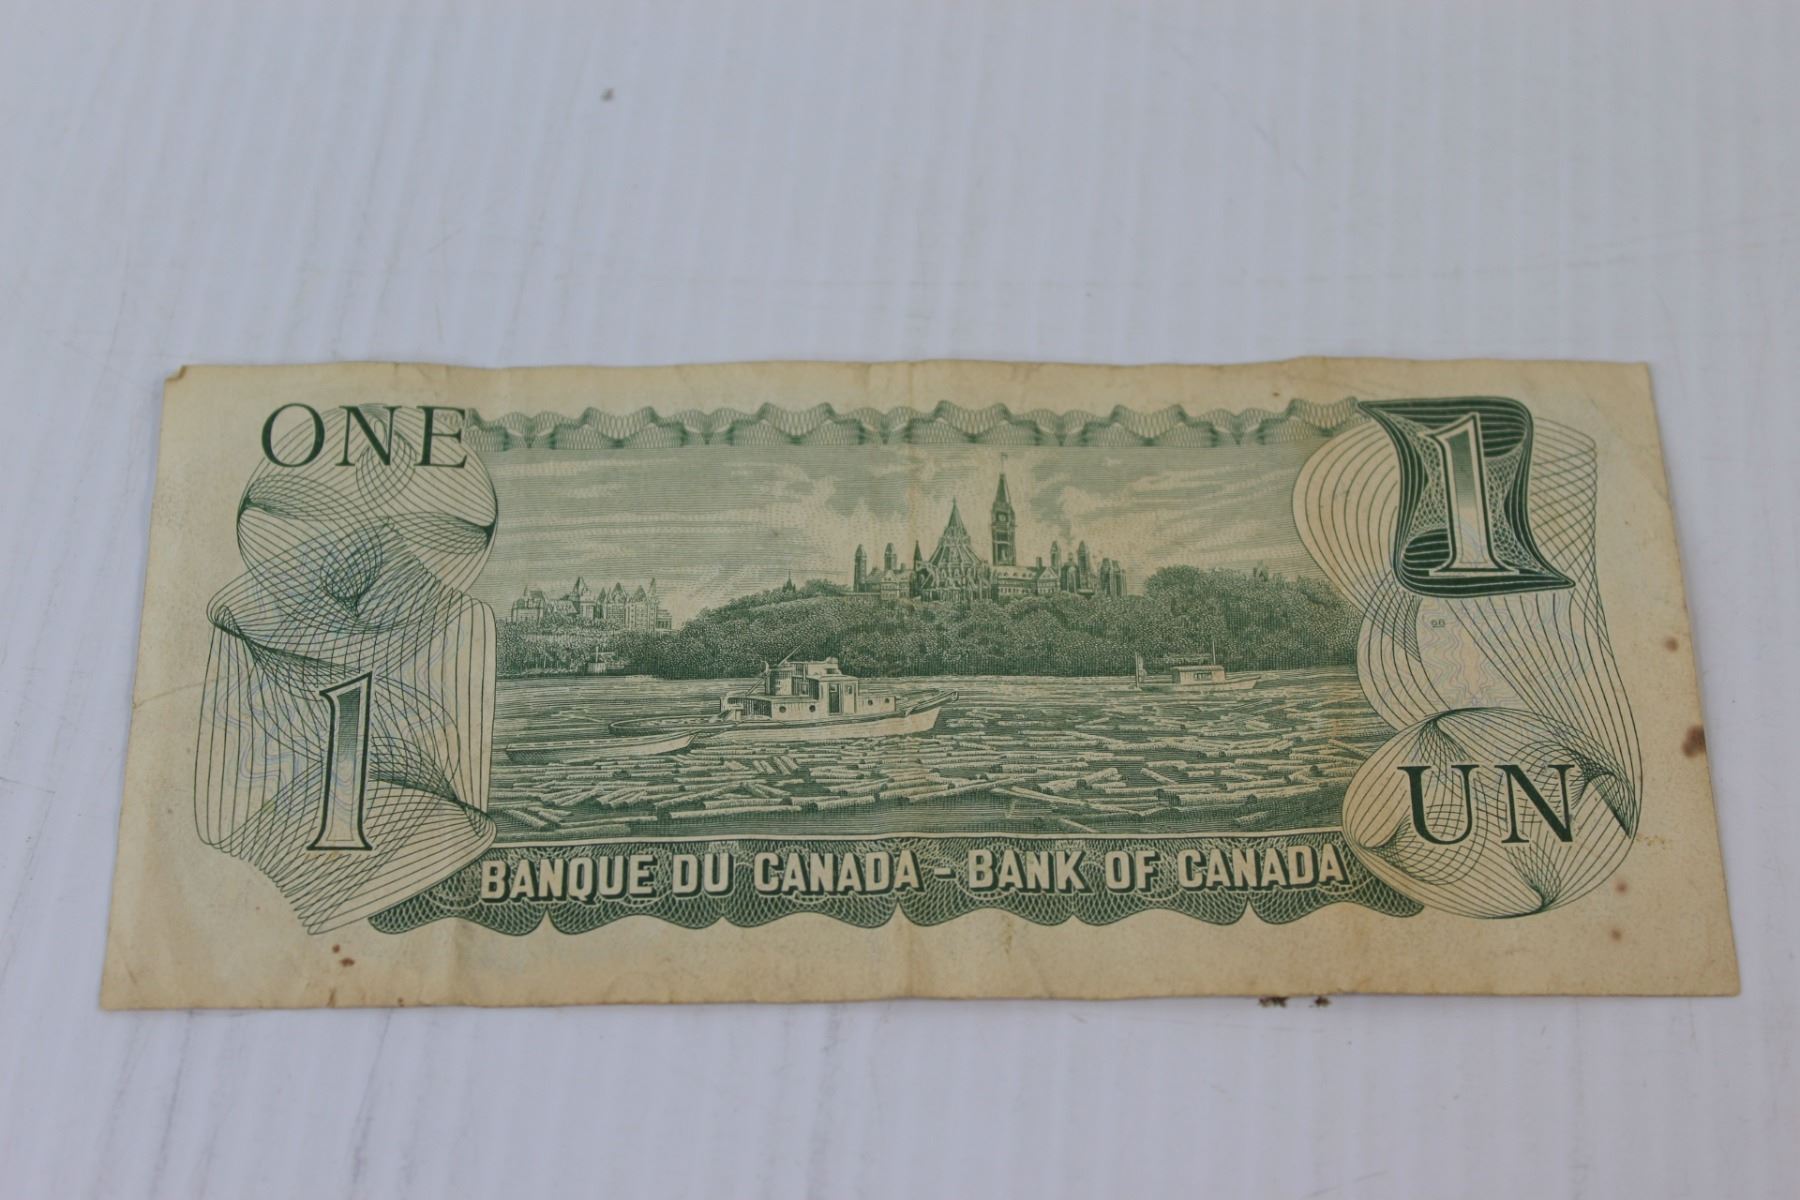 ONE
1
1
UN
BANQUE DU CANADA - BANK OF CANADA